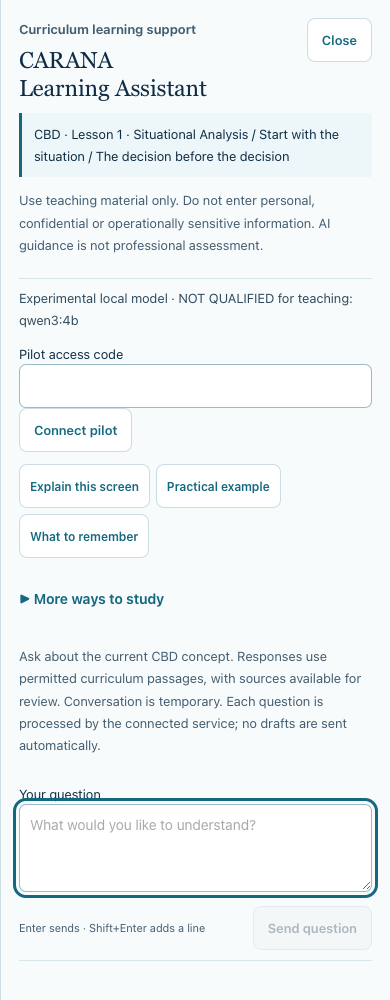 Curriculum learning support
Close
CARANA
Learning Assistant
CBD · Lesson 1 · Situational Analysis / Start with the
situation / The decision before the decision
Use teaching material only. Do not enter personal,
confidential or operationally sensitive information. AI
guidance is not professional assessment.
Experimental local model · NOT QUALIFIED for teaching:
qwen3:4b
Pilot access code
Connect pilot
Explain this screen
Practical example
What to remember
▶ More ways to study
Ask about the current CBD concept. Responses use
permitted curriculum passages, with sources available for
review. Conversation is temporary. Each question is
processed by the connected service; no drafts are sent
automatically.
Your question
What would you like to understand?
Enter sends · Shift+Enter adds a line
Send question